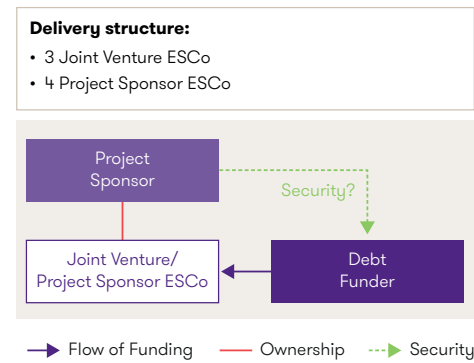 Delivery structure:
• 3 Joint Venture ESCo
• 4 Project Sponsor ESCo
Project
Sponsor
Security?
Joint Venture/
Project Sponsor ESCo
Debt
Funder
Flow of Funding
Ownership
Security